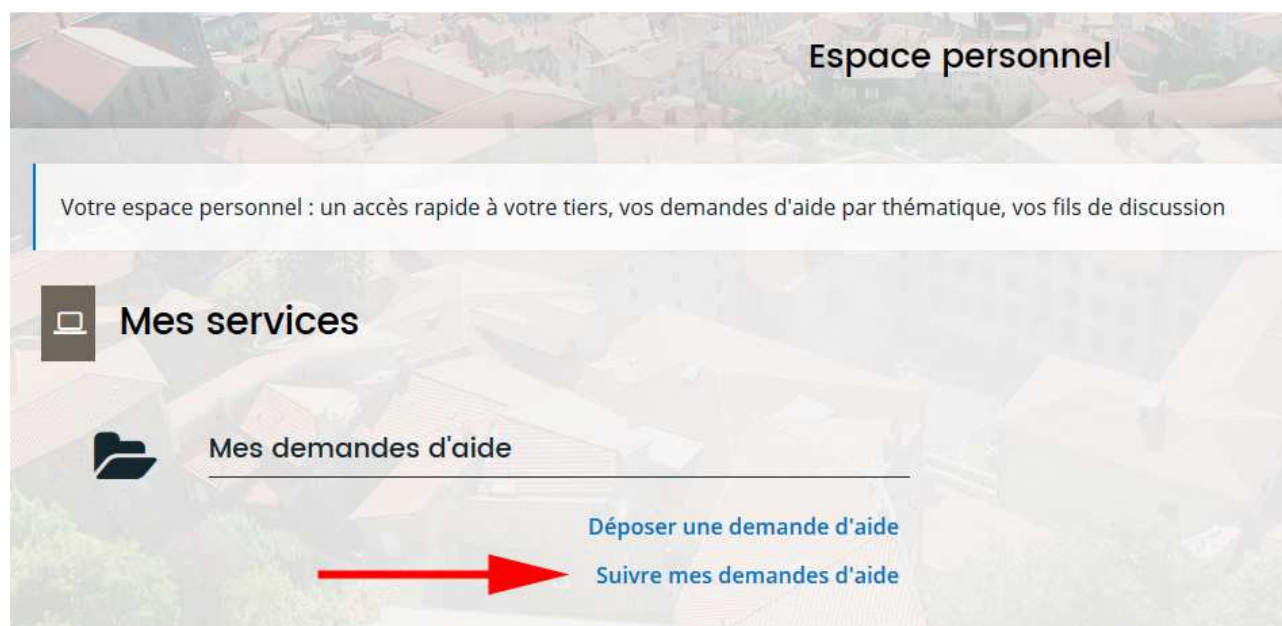 Espace personnel
Votre espace personnel : un accès rapide à votre tiers, vos demandes d'aide par thématique, vos fils de discussion
Mes services
Mes demandes d'aide
Déposer une demande d'aide
Suivre mes demandes d'aide